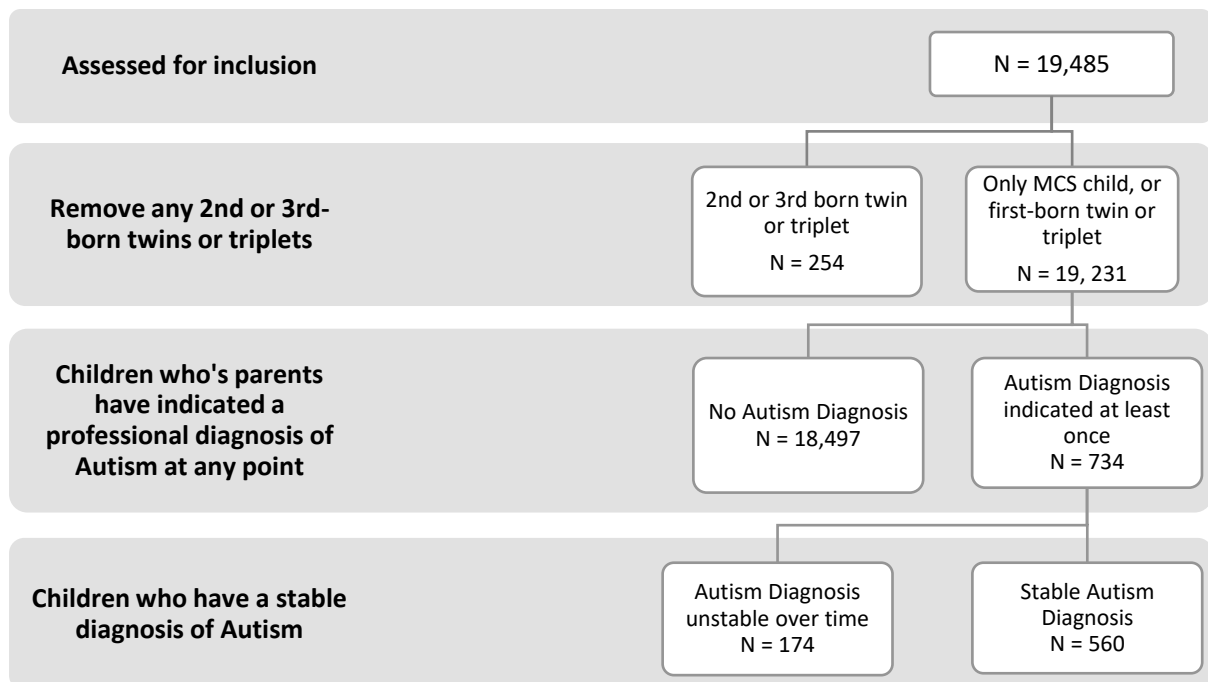 Assessed for inclusion
N = 19,485
Remove any 2nd or 3rd-
born twins or triplets
2nd or 3rd born twin
or triplet
N = 254
Only MCS child, or
first-born twin or
triplet
N = 19, 231
Children who's parents
have indicated a
professional diagnosis of
Autism at any point
No Autism Diagnosis
N = 18,497
Autism Diagnosis
indicated at least
once
N = 734
Children who have a stable
diagnosis of Autism
Autism Diagnosis
unstable over time
N = 174
Stable Autism
Diagnosis
N = 560